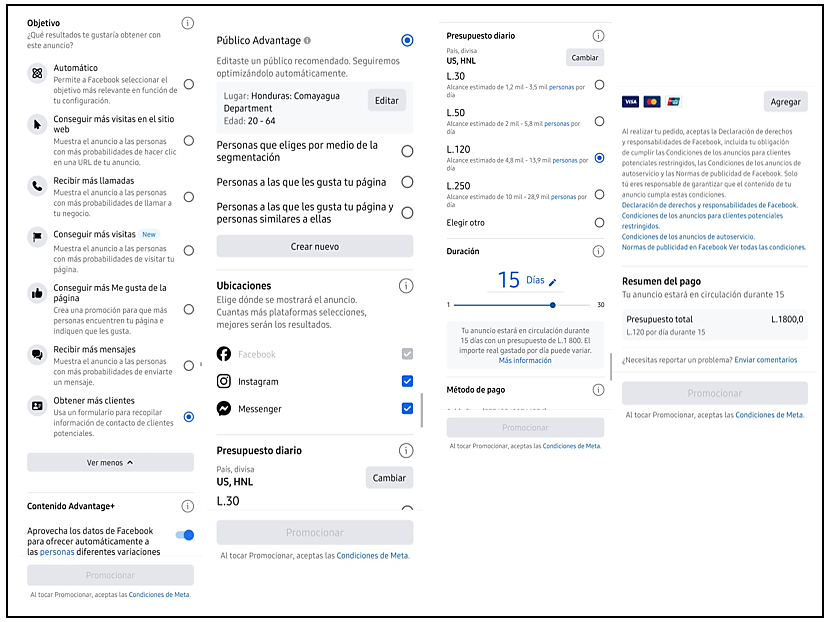 Objetivo
¿Qué resultados te gustaría obtener con
este anuncio?
Automático
Permite a Facebook seleccionar el
objetivo más relevante en función de
tu configuración.
Conseguir más visitas en el sitio
web
Muestra el anuncio a las personas
con más probabilidades de hacer clic
en una URL de tu anuncio.
Recibir más llamadas
Muestra el anuncio a las personas
con más probabilidades de llamar a
tu negocio.
Conseguir más visitas New
Muestra el anuncio a las personas
con más probabilidades de visitar tu
página.
Conseguir más Me gusta de la
página
Crea una promoción para que más
personas encuentren tu página e
indiquen que les gusta.
Recibir más mensajes
Muestra el anuncio a las personas
con más probabilidades de enviarte
un mensaje.
Obtener más clientes
Usa un formulario para recopilar
información de contacto de clientes
potenciales.
Ver menos
Contenido Advantage+
Aprovecha los datos de Facebook
para ofrecer automáticamente a
las personas diferentes variaciones
Promocionar
Al tocar Promocionar, aceptas las Condiciones de Meta.
Público Advantage
Editaste un público recomendado. Seguiremos
optimizándolo automáticamente.
Lugar: Honduras: Comayagua
Department
Edad: 20 - 64
Editar
Personas que eliges por medio de la
segmentación
Personas a las que les gusta tu página
Personas a las que les gusta tu página y
personas similares a ellas
Crear nuevo
Ubicaciones
Elige dónde se mostrará el anuncio.
Cuantas más plataformas selecciones,
mejores serán los resultados.
Facebook
Instagram
Messenger
Presupuesto diario
País, divisa
US, HNL
Cambiar
L.30
Promocionar
Al tocar Promocionar, aceptas las Condiciones de Meta.
Presupuesto diario
País, divisa
US, HNL
Cambiar
L.30
Alcance estimado de 1,2 mil - 3,5 mil personas por
día
L.50
Alcance estimado de 2 mil - 5,8 mil personas por
día
L.120
Alcance estimado de 4,8 mil - 13,9 mil personas por
día
L.250
Alcance estimado de 10 mil - 28,9 mil personas por
día
Elegir otro
Duración
15 Días
1
30
Tu anuncio estará en circulación durante
15 días con un presupuesto de L.1 800. El
importe real gastado por día puede variar.
Más información
Método de pago
Promocionar
Al tocar Promocionar, aceptas las Condiciones de Meta.
VISA
Agregar
Al realizar tu pedido, aceptas la Declaración de derechos
y responsabilidades de Facebook, incluida tu obligación
de cumplir las Condiciones de los anuncios para clientes
potenciales restringidos, las Condiciones de los anuncios de
autoservicio y las Normas de publicidad de Facebook. Solo
tú eres responsable de garantizar que el contenido de tu
anuncio cumpla estas condiciones.
Declaración de derechos y responsabilidades de Facebook.
Condiciones de los anuncios para clientes potenciales
restringidos.
Condiciones de los anuncios de autoservicio.
Normas de publicidad en Facebook Ver todas las condiciones.
Resumen del pago
Tu anuncio estará en circulación durante 15
Presupuesto total
L.1800,0
L.120 por día durante 15
¿Necesitas reportar un problema? Enviar comentarios
Promocionar
Al tocar Promocionar, aceptas las Condiciones de Meta.